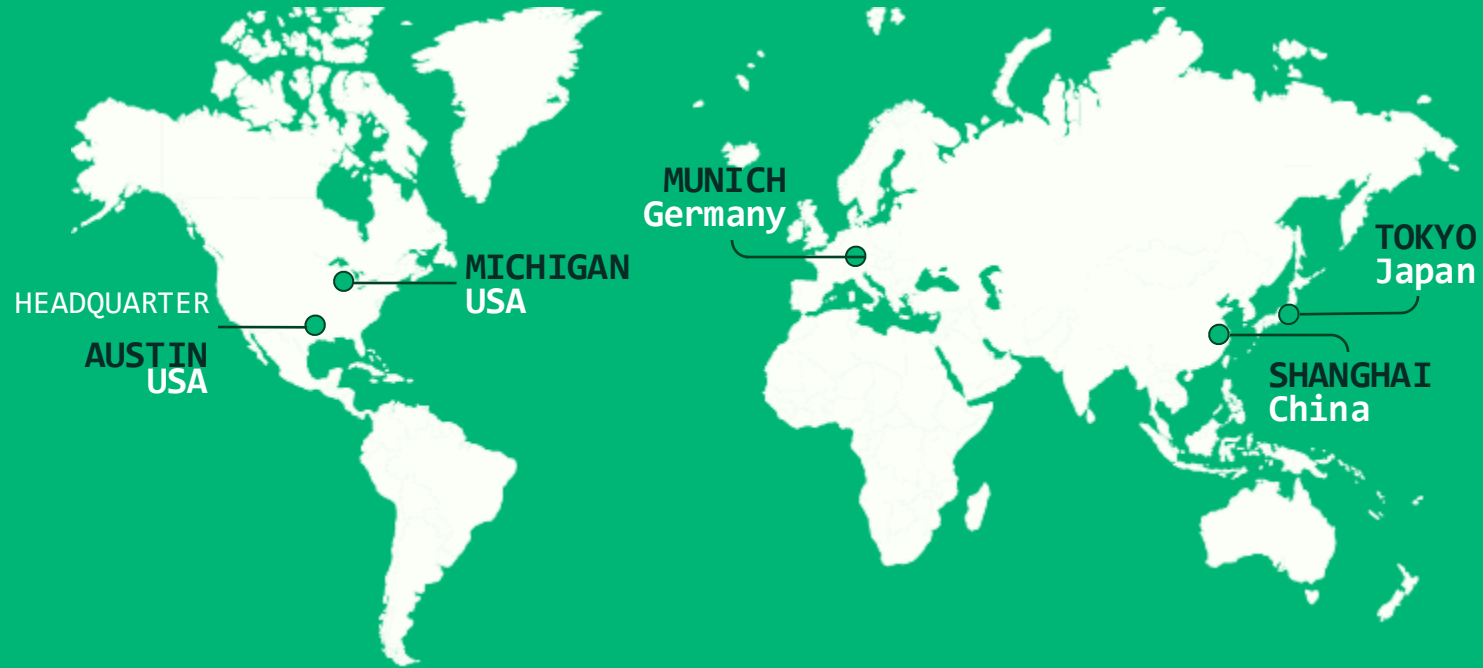 MUNICH
Germany
TOKYO
Japan
MICHIGAN
USA
HEADQUARTER
AUSTIN
USA
SHANGHAI
China